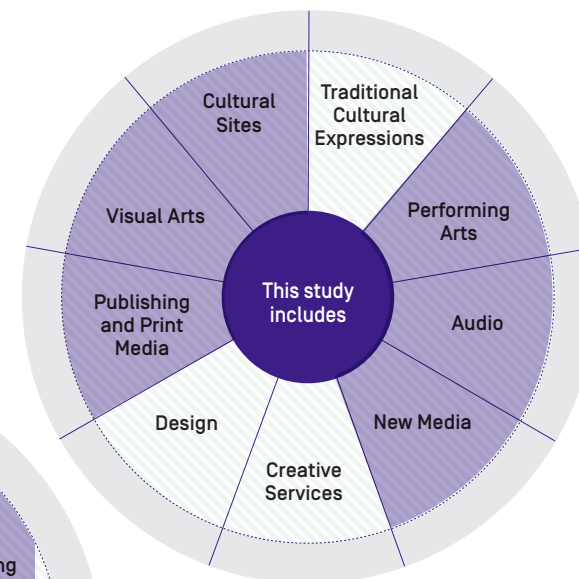 Cultural
Sites
Traditional
Cultural
Expressions
Visual Arts
Performing
Arts
This study
includes
Publishing
and Print
Media
Audio
Design
New Media
Creative
Services